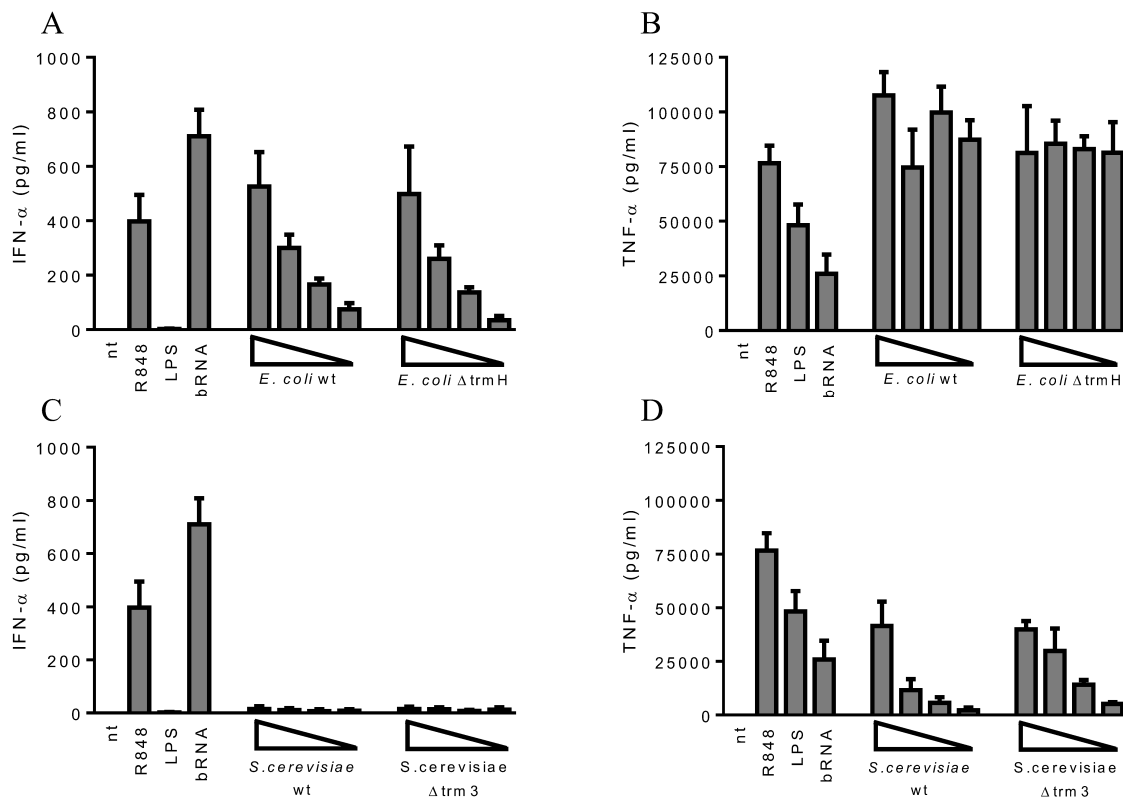 A
IFN-α (pg/ml)
1000
800
600
400
200
0
nt
R848
LPS
bRNA
E. coli wt
E. coli ΔtrmH
B
TNF-α (pg/ml)
125000
100000
75000
50000
25000
0
nt
R848
LPS
bRNA
E. coli wt
E. coli ΔtrmH
C
IFN-α (pg/ml)
1000
800
600
400
200
0
nt
R848
LPS
bRNA
S.cerevisiae
wt
S.cerevisiae
Δtrm3
D
TNF-α (pg/ml)
125000
100000
75000
50000
25000
0
nt
R848
LPS
bRNA
S.cerevisiae
wt
S.cerevisiae
Δtrm3